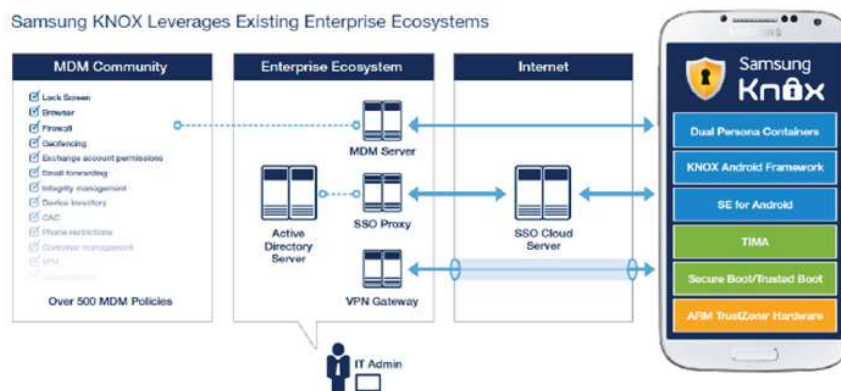 Samsung KNOX Leverages Existing Enterprise Ecosystems
MDM Community
Lock Screen
Browser
Firewall
Geofencing
Exchange account permissions
Email forwarding
Integrity management
Device Inventory
CAC
Phone restrictions
Container management
VPN
Over 500 MDM Policies
Enterprise Ecosystem
MDM Server
Active
Directory
Server
SSO Proxy
VPN Gateway
IT Admin
Internet
SSO Cloud
Server
SAMSUNG
Samsung
Knox
Dual Persona Containers
KNOX Android Framework
SE for Android
TIMA
Secure Boot/Trusted Boot
ARM TrustZone® Hardware